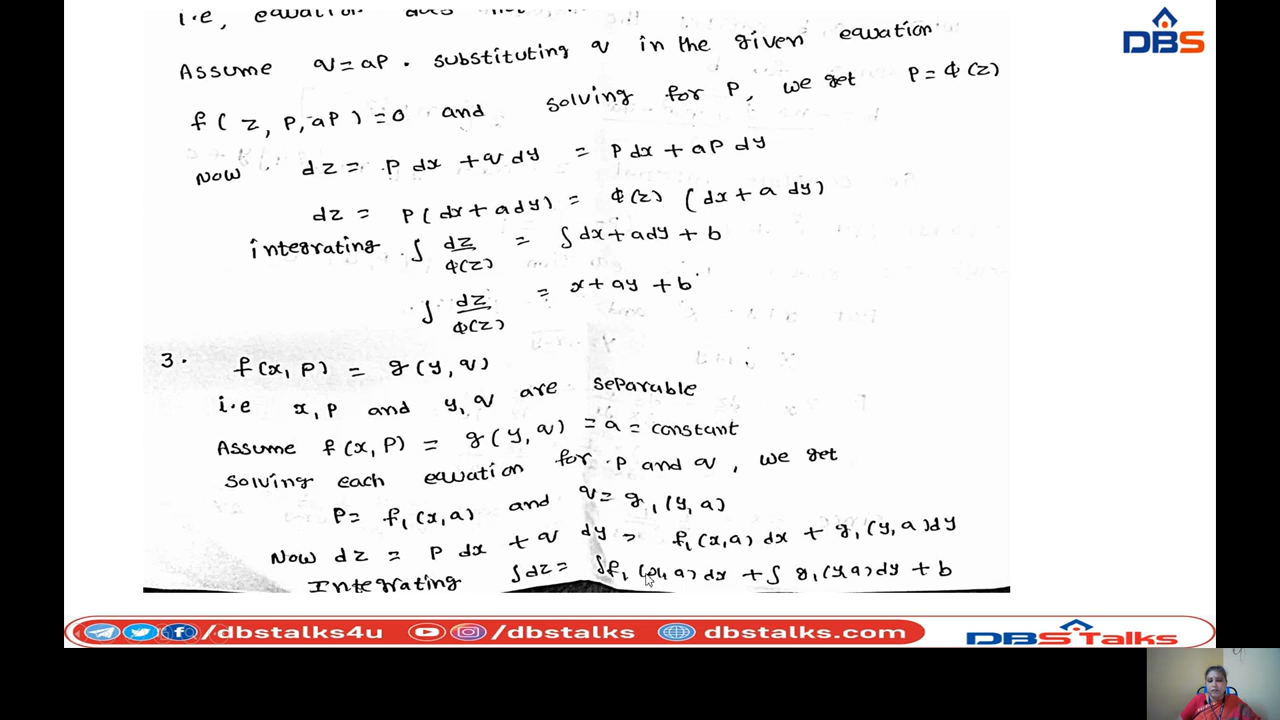 i.e, equation does not
DBS
Assume q = ap . substituting q in the given equation
f ( z, p, ap ) = 0 and solving for p, we get p = Φ(z)
Now dz = p dx + q dy = p dx + ap dy
dz = p ( dx + a dy ) = Φ(z) ( dx + a dy )
integrating ∫ dz/Φ(z) = ∫ dx + a dy + b
∫ dz/Φ(z) = x + ay + b
3. f(x, p) = g(y, q)
i.e x, p and y, q are separable
Assume f(x, p) = g(y, q) = a = constant
solving each equation for p and q, we get
p = f₁(x, a) and q = g₁(y, a)
Now dz = p dx + q dy = f₁(x, a) dx + g₁(y, a) dy
Integrating ∫dz = ∫f₁(x, a) dx + ∫ g₁(y, a) dy + b
/dbstalks4u /dbstalks dbstalks.com DBS Talks